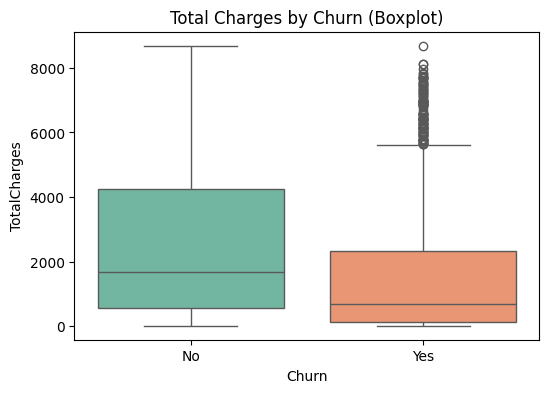 Total Charges by Churn (Boxplot)
8000
6000
4000
2000
0
TotalCharges
No
Yes
Churn